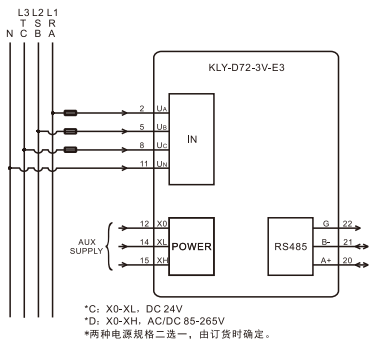 L3 L2 L1
T S R
N C B A
KLY-D72-3V-E3
2 UA
5 UB
8 UC
11 UN
IN
12 X0
14 XL
15 XH
AUX
SUPPLY
POWER
RS485
G 22
B- 21
A+ 20
*C: X0-XL, DC 24V
*D: X0-XH, AC/DC 85-265V
*两种电源规格二选一，由订货时确定。